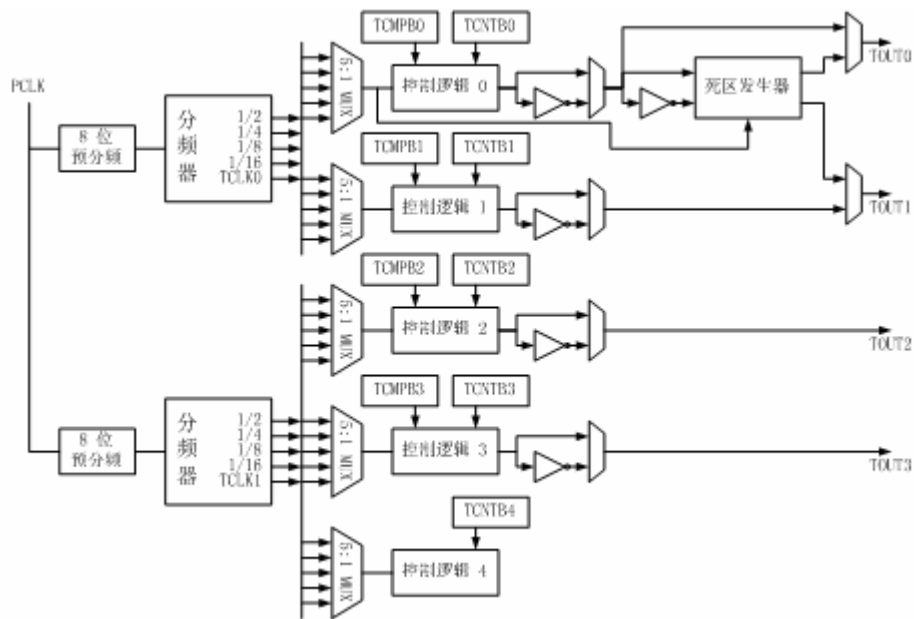 TCMPB0
TCNTB0
PCLK
8 位
预分频
分
频
器
1/2
1/4
1/8
1/16
TCLK0
5:1 MUX
控制逻辑 0
死区发生器
TOUT0
TCMPB1
TCNTB1
5:1 MUX
控制逻辑 1
TOUT1
TCMPB2
TCNTB2
5:1 MUX
控制逻辑 2
TOUT2
8 位
预分频
分
频
器
1/2
1/4
1/8
1/16
TCLK1
TCMPB3
TCNTB3
5:1 MUX
控制逻辑 3
TOUT3
TCNTB4
5:1 MUX
控制逻辑 4